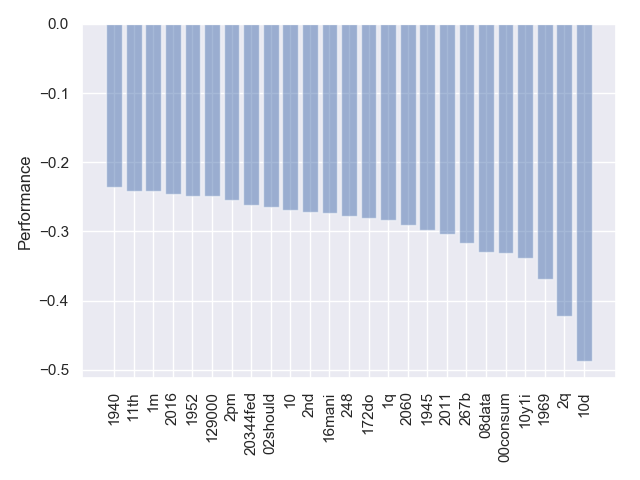 0.0
−0.1
−0.2
−0.3
−0.4
−0.5
Performance
1940
11th
1m
2016
1952
129000
2pm
20344fed
02should
10
2nd
16mani
248
172do
1q
2060
1945
2011
267b
08data
00consum
10y1i
1969
2q
10d